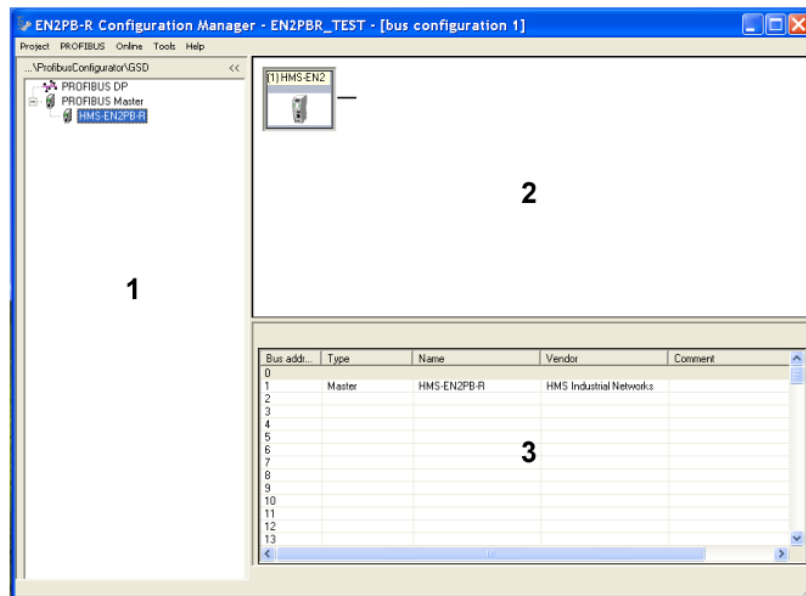 EN2PB-R Configuration Manager - EN2PBR_TEST - [bus configuration 1]
Project PROFIBUS Online Tools Help
...\ProfibusConfigurator\GSD <<
PROFIBUS DP
PROFIBUS Master
HMS-EN2PB-R
1
(1) HMS-EN2
2
Bus addr... Type Name Vendor Comment
0
1 Master HMS-EN2PB-R HMS Industrial Networks
2
3
4
5
6
7
8
9
10
11
12
13
3